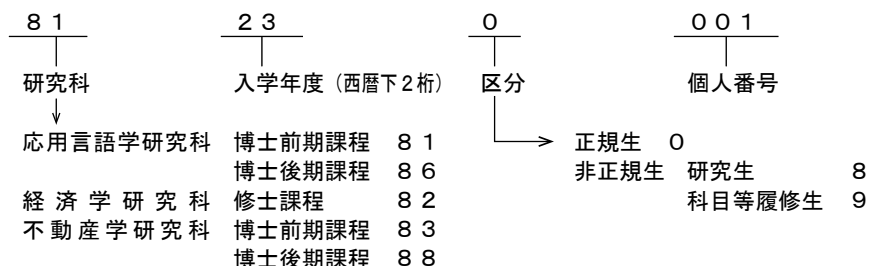 ８１ ２３ ０ ００１
研究科 入学年度（西暦下２桁） 区分 個人番号
応用言語学研究科 博士前期課程 ８１ 正規生 ０
博士後期課程 ８６ 非正規生 研究生 ８
経済学研究科 修士課程 ８２ 科目等履修生 ９
不動産学研究科 博士前期課程 ８３
博士後期課程 ８８